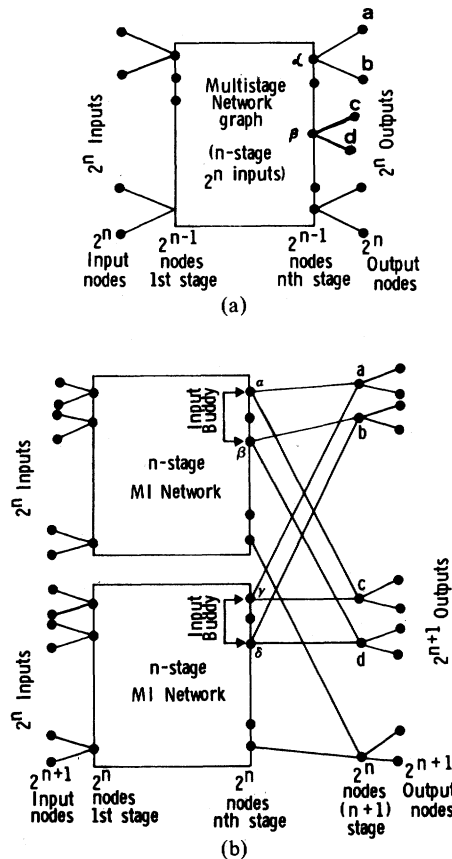 a
α
b
Multistage
Network
graph
(n-stage
2^n inputs)
2^n Inputs
c
β
d
2^n Outputs
2^n
Input
nodes
2^{n-1}
nodes
1st stage
2^{n-1}
nodes
nth stage
2^n
Output
nodes
(a)
α
a
Input
Buddy
b
β
n-stage
MI Network
2^n Inputs
γ
c
Input
Buddy
δ
d
n-stage
MI Network
2^n Inputs
2^{n+1} Outputs
2^{n+1}
Input
nodes
2^n
nodes
1st stage
2^n
nodes
nth stage
2^n
nodes
(n+1)
stage
2^{n+1}
Output
nodes
(b)